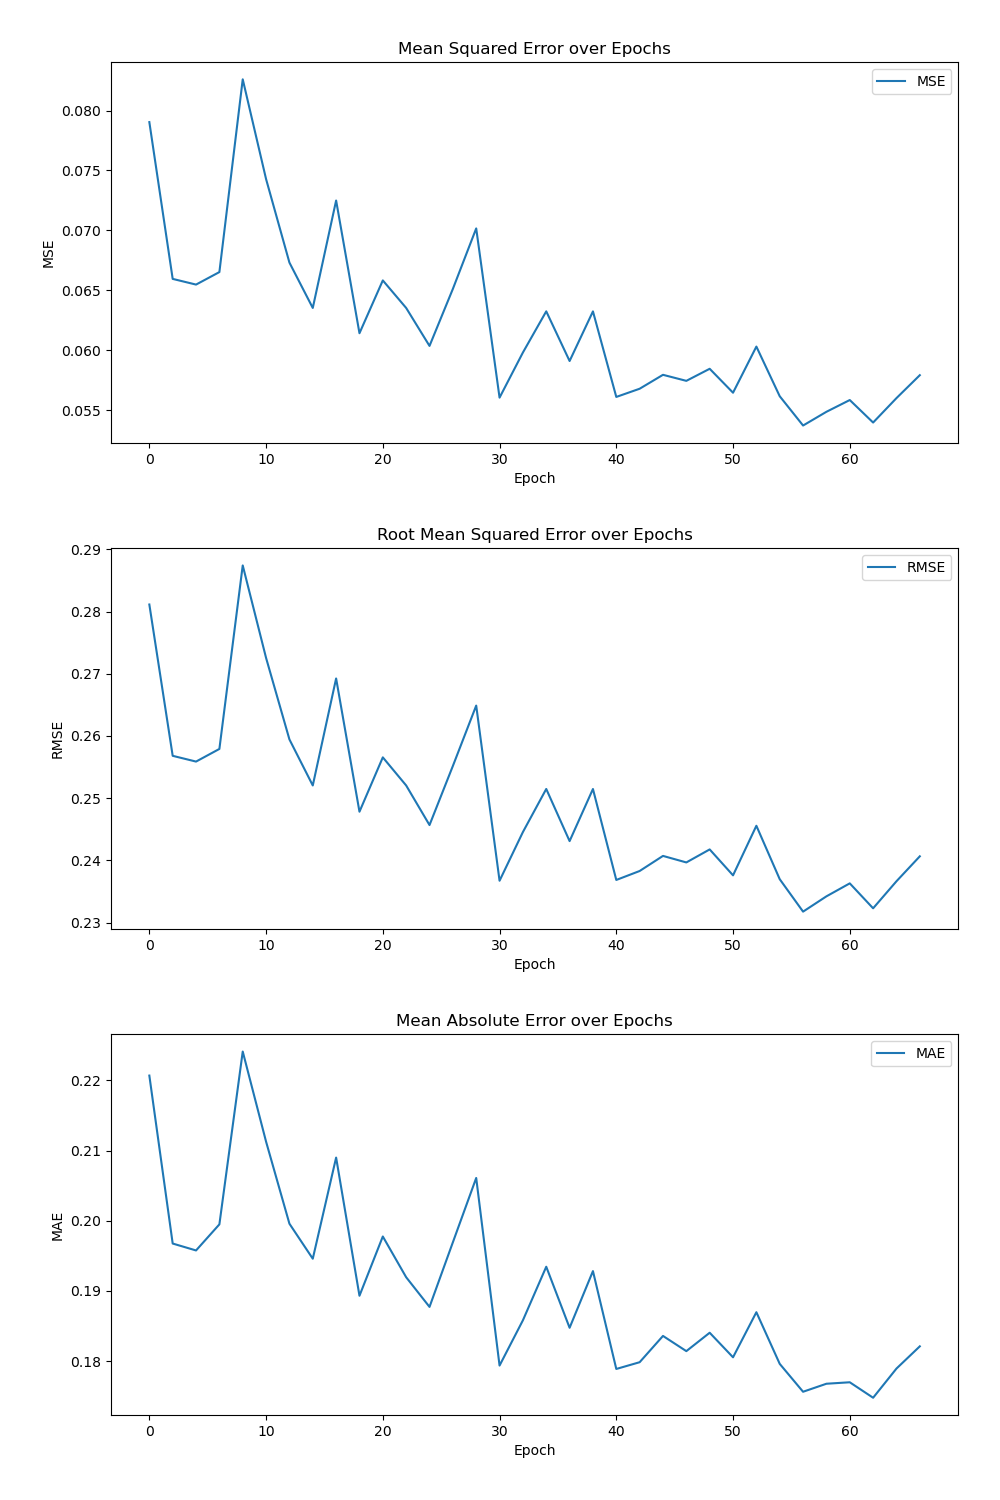 Mean Squared Error over Epochs
MSE
0.080
0.075
0.070
0.065
0.060
0.055
MSE
0 10 20 30 40 50 60
Epoch
Root Mean Squared Error over Epochs
RMSE
0.29
0.28
0.27
0.26
0.25
0.24
0.23
RMSE
0 10 20 30 40 50 60
Epoch
Mean Absolute Error over Epochs
MAE
0.22
0.21
0.20
0.19
0.18
MAE
0 10 20 30 40 50 60
Epoch